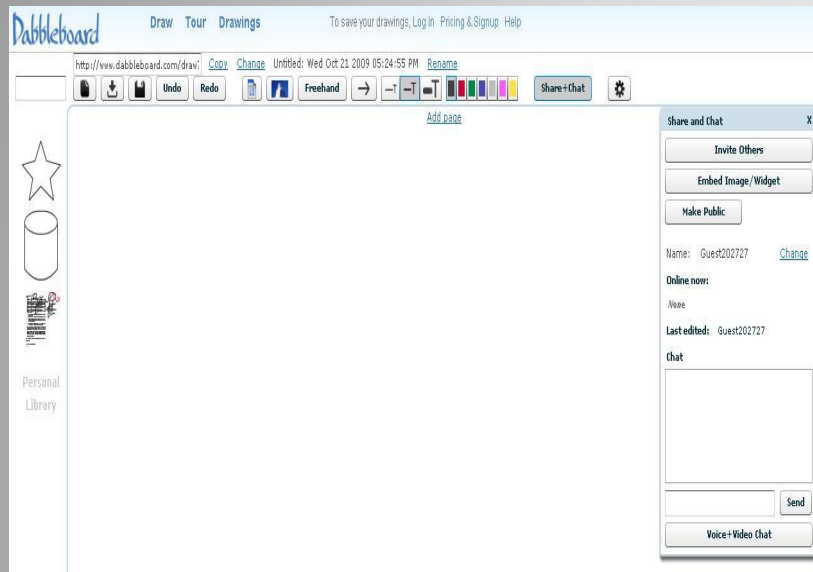 Dabbleboard
Draw Tour Drawings
To save your drawings, Log In Pricing & Signup Help
http://www.dabbleboard.com/draw? Copy Change Untitled: Wed Oct 21 2009 05:24:55 PM Rename
Undo Redo Freehand T T T Share+Chat
Add page
Share and Chat X
Invite Others
Embed Image/Widget
Make Public
Name: Guest202727 Change
Online now:
None
Last edited: Guest202727
Chat
Send
Voice+Video Chat
Personal
Library